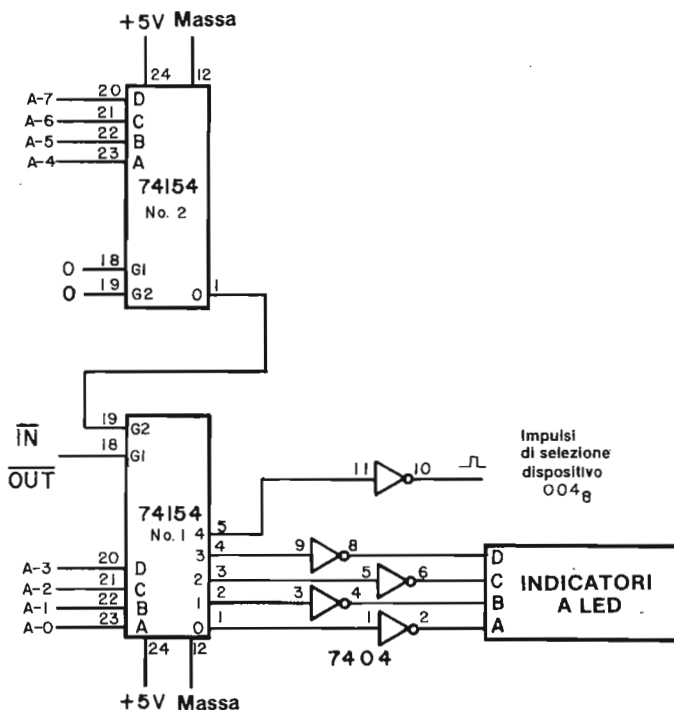 +5V Massa
24 12
A-7 20 D
A-6 21 C
A-5 22 B
A-4 23 A
74154
No. 2
0 18 G1
0 19 G2 0 1
19 G2
IN 18 G1
OUT
74154
No. 1
4 5 11 10
Impulsi
di selezione
dispositivo
004₈
3 4 9 8 D
A-3 20 D
2 3 5 6 C
A-2 21 C
1 2 3 4 B
A-1 22 B
0 1 1 2 A
A-0 23 A
INDICATORI
A LED
7404
24 12
+5V Massa